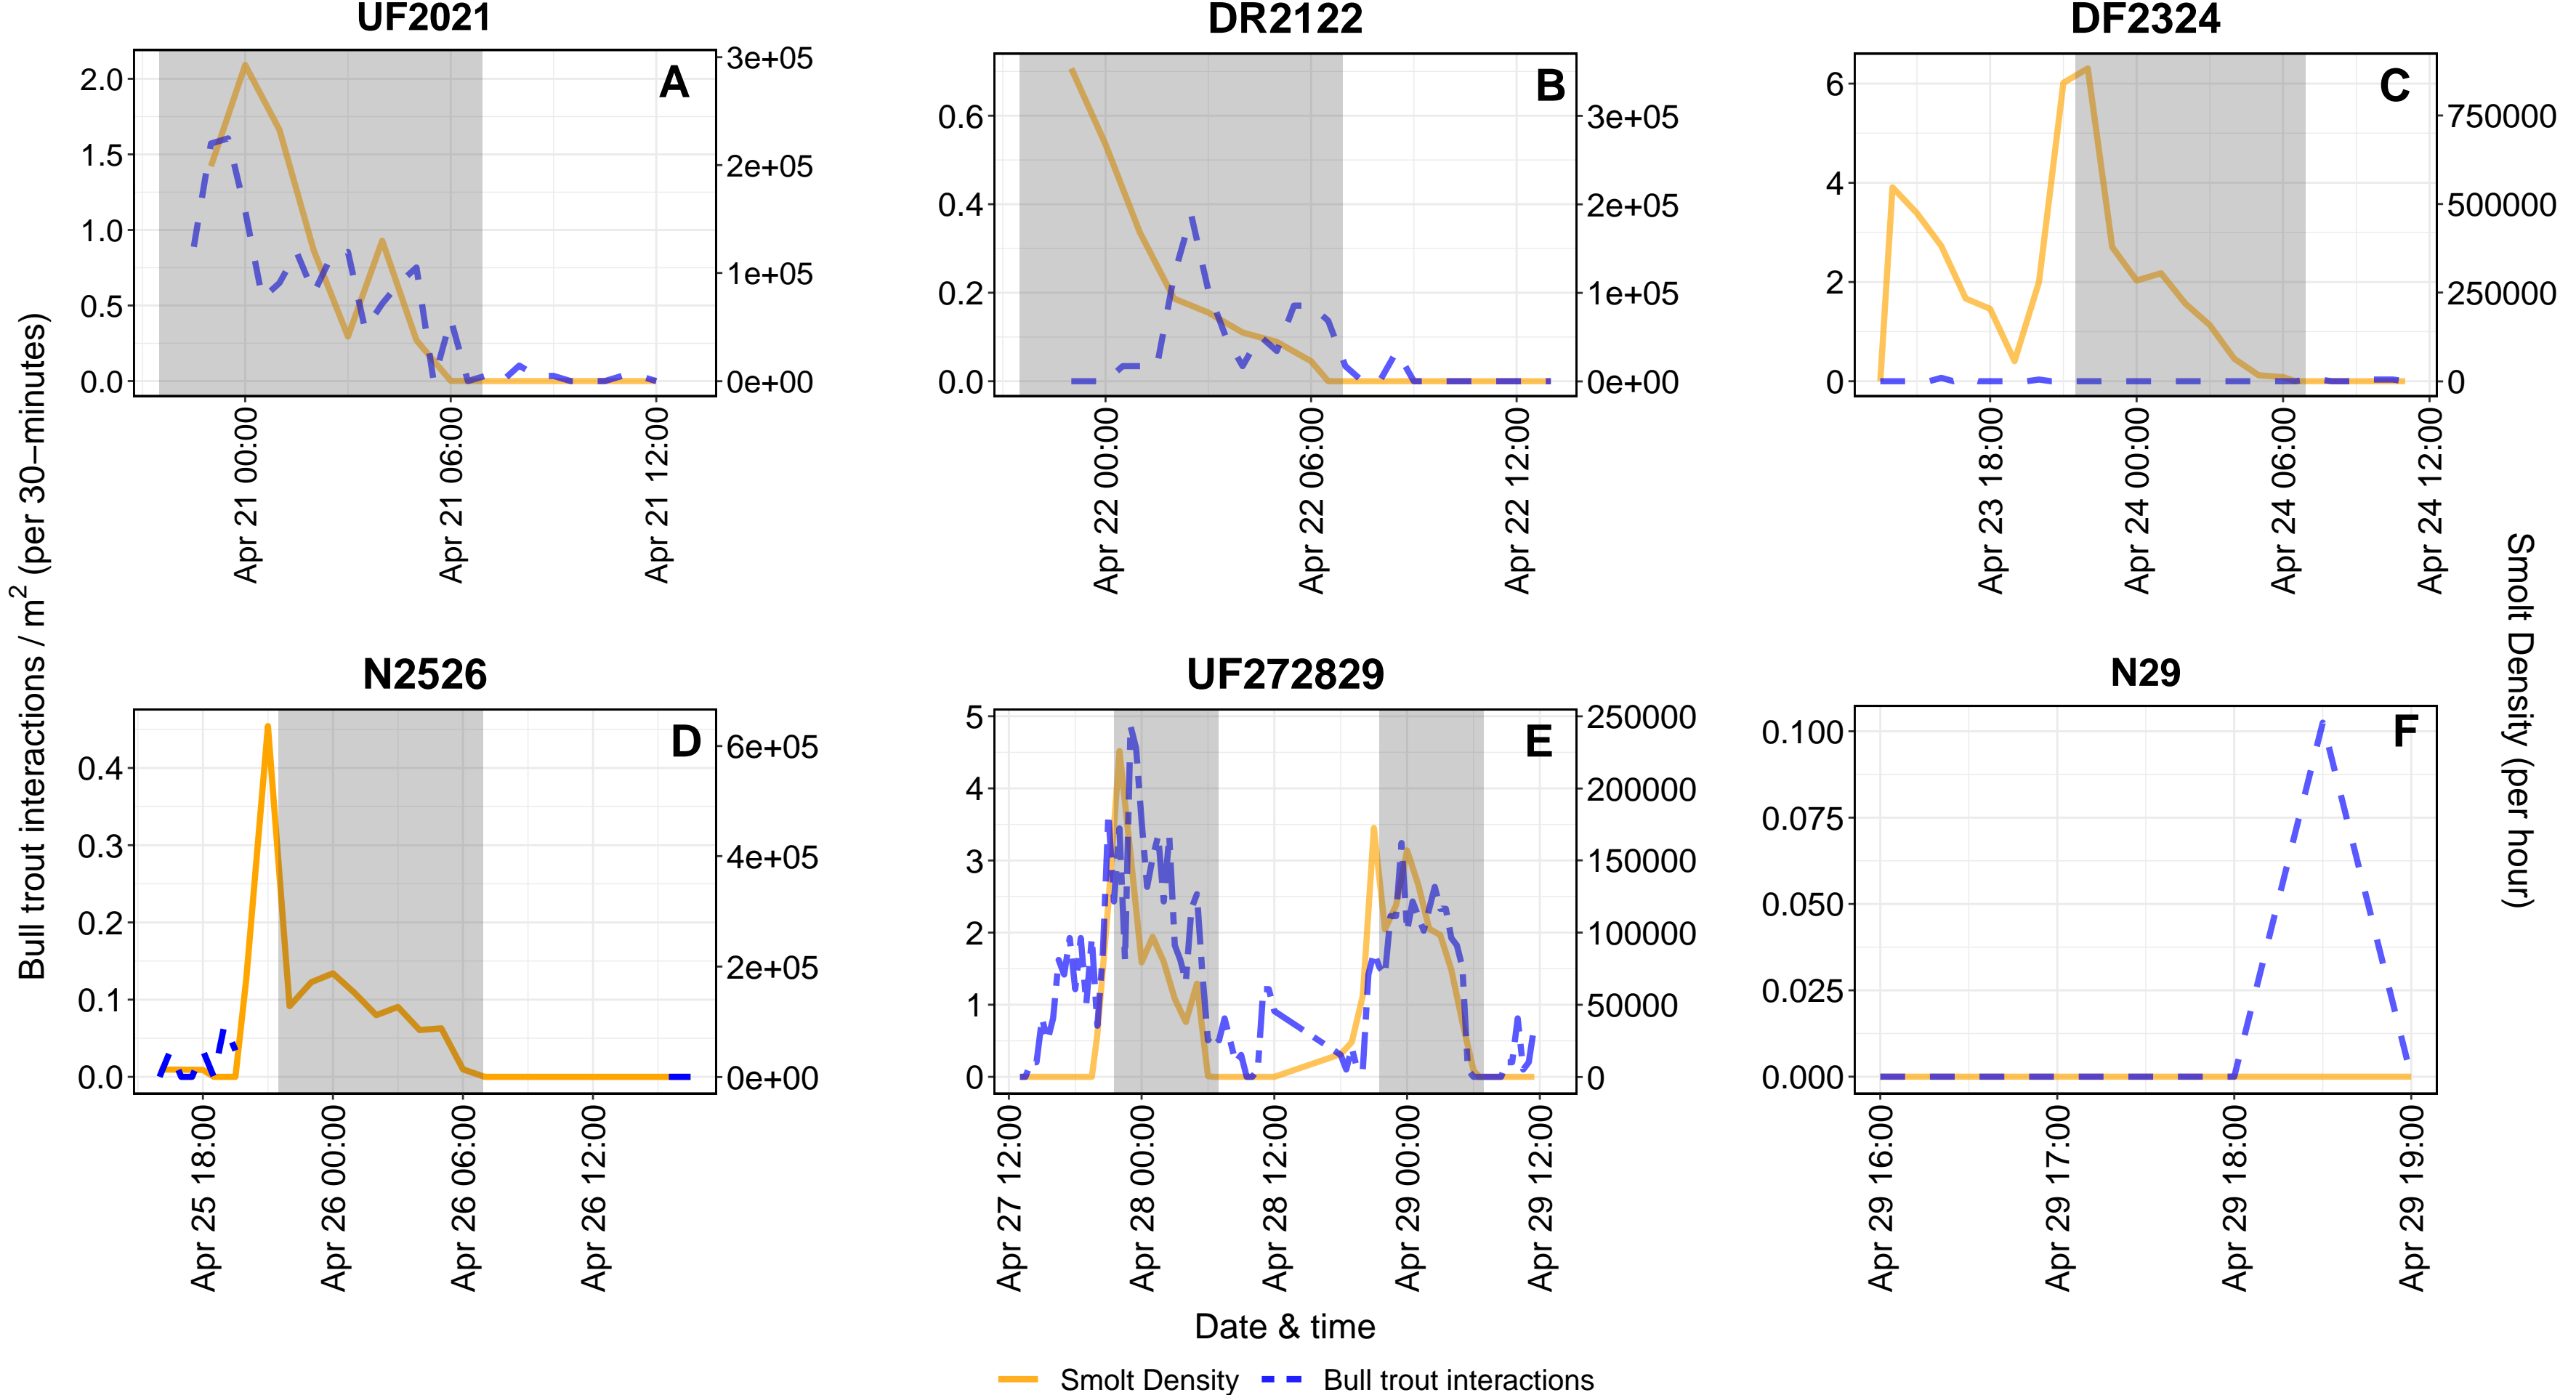 UF2021
DR2122
DF2324
A
B
C
2.0
1.5
1.0
0.5
0.0
3e+05
2e+05
1e+05
0e+00
0.6
0.4
0.2
0.0
3e+05
2e+05
1e+05
0e+00
6
4
2
0
750000
500000
250000
0
Apr 21 00:00
Apr 21 06:00
Apr 21 12:00
Apr 22 00:00
Apr 22 06:00
Apr 22 12:00
Apr 23 18:00
Apr 24 00:00
Apr 24 06:00
Apr 24 12:00
Bull trout interactions / m² (per 30−minutes)
Smolt Density (per hour)
N2526
UF272829
N29
D
E
F
0.4
0.3
0.2
0.1
0.0
6e+05
4e+05
2e+05
0e+00
5
4
3
2
1
0
250000
200000
150000
100000
50000
0
0.100
0.075
0.050
0.025
0.000
Apr 25 18:00
Apr 26 00:00
Apr 26 06:00
Apr 26 12:00
Apr 27 12:00
Apr 28 00:00
Apr 28 12:00
Apr 29 00:00
Apr 29 12:00
Apr 29 16:00
Apr 29 17:00
Apr 29 18:00
Apr 29 19:00
Date & time
Smolt Density
Bull trout interactions